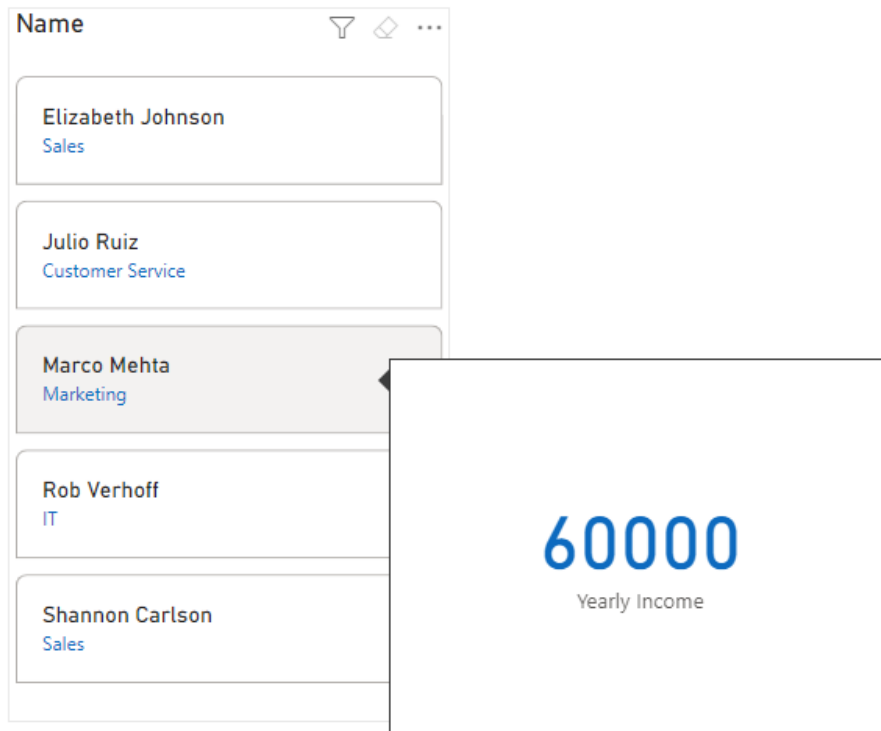 Name
Elizabeth Johnson
Sales
Julio Ruiz
Customer Service
Marco Mehta
Marketing
Rob Verhoff
IT
Shannon Carlson
Sales
60000
Yearly Income